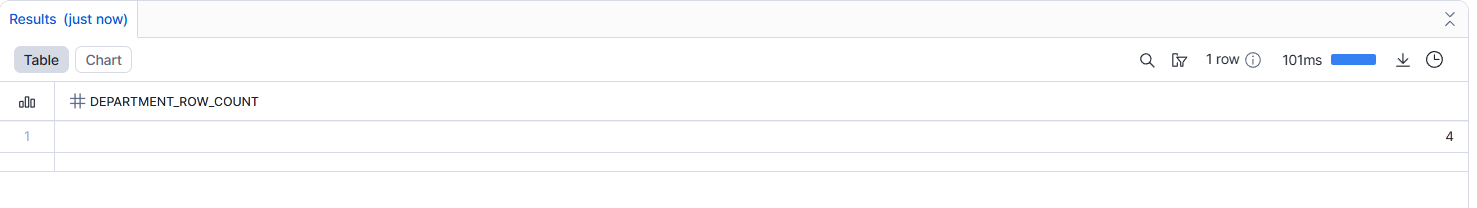 Results (just now)
Table Chart 1 row 101ms
DEPARTMENT_ROW_COUNT
1 4